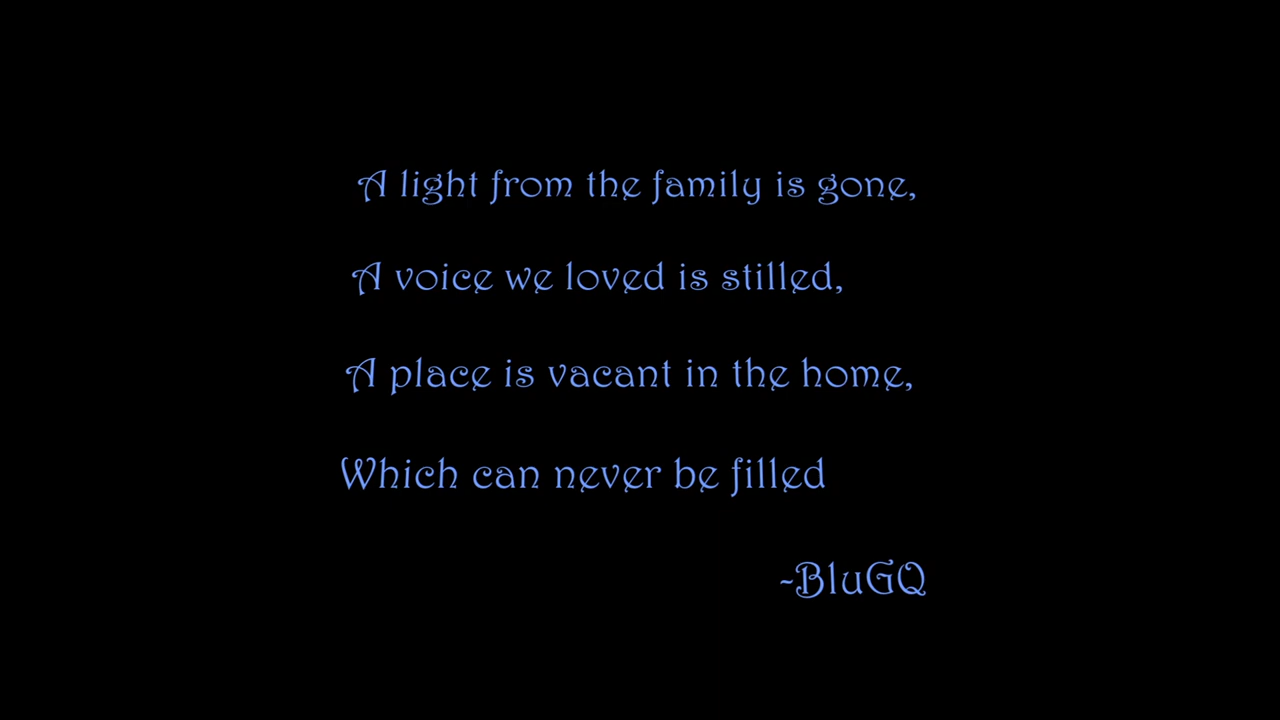 A light from the family is gone,
A voice we loved is stilled,
A place is vacant in the home,
Which can never be filled
-BluGQ